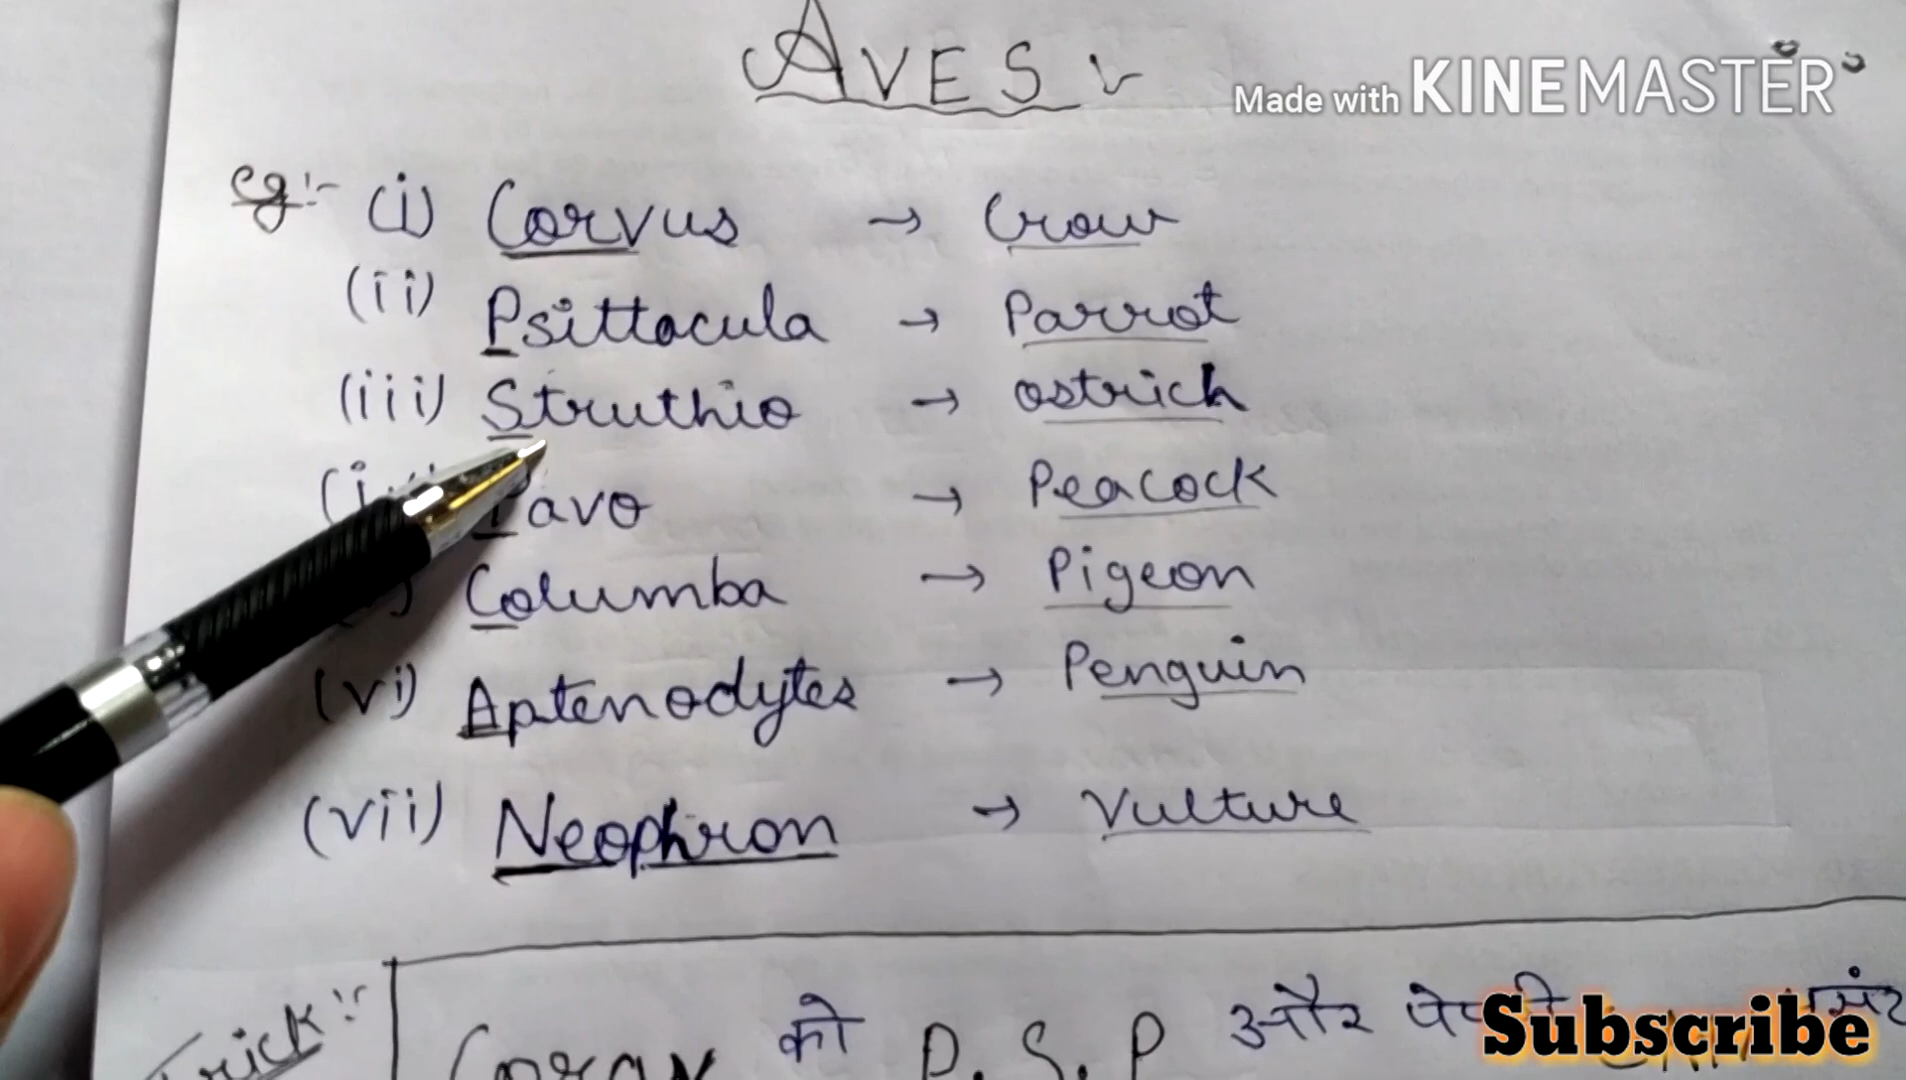 AVES :-
Made with KINEMASTER
eg:- (i) Corvus → Crow
(ii) Psittacula → Parrot
(iii) Struthio → Ostrich
Pavo → Peacock
Columba → Pigeon
(vi) Aptenodytes → Penguin
(vii) Neophron → Vulture
Trick:- को P. S. P और
Subscribe